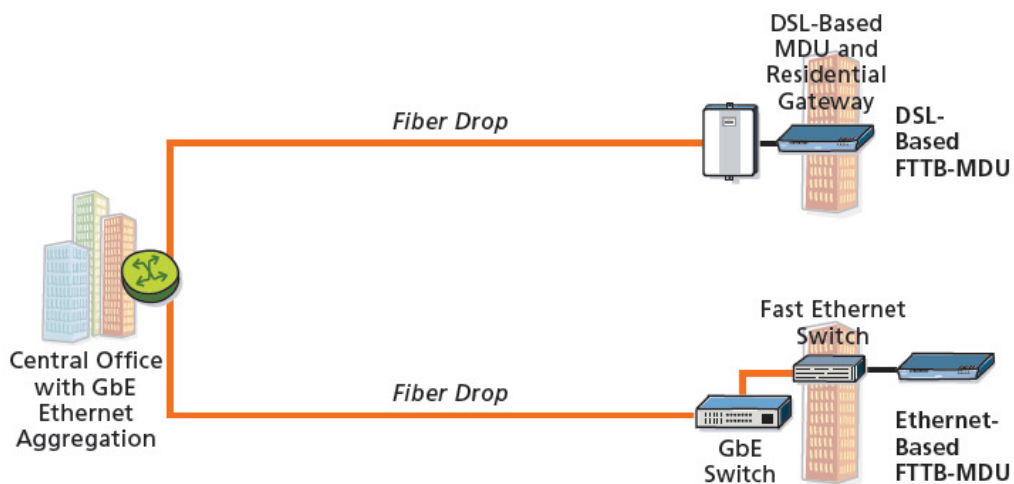 DSL-Based
MDU and
Residential
Gateway
Fiber Drop
DSL-
Based
FTTB-MDU
Central Office
with GbE
Ethernet
Aggregation
Fiber Drop
Fast Ethernet
Switch
GbE
Switch
Ethernet-
Based
FTTB-MDU